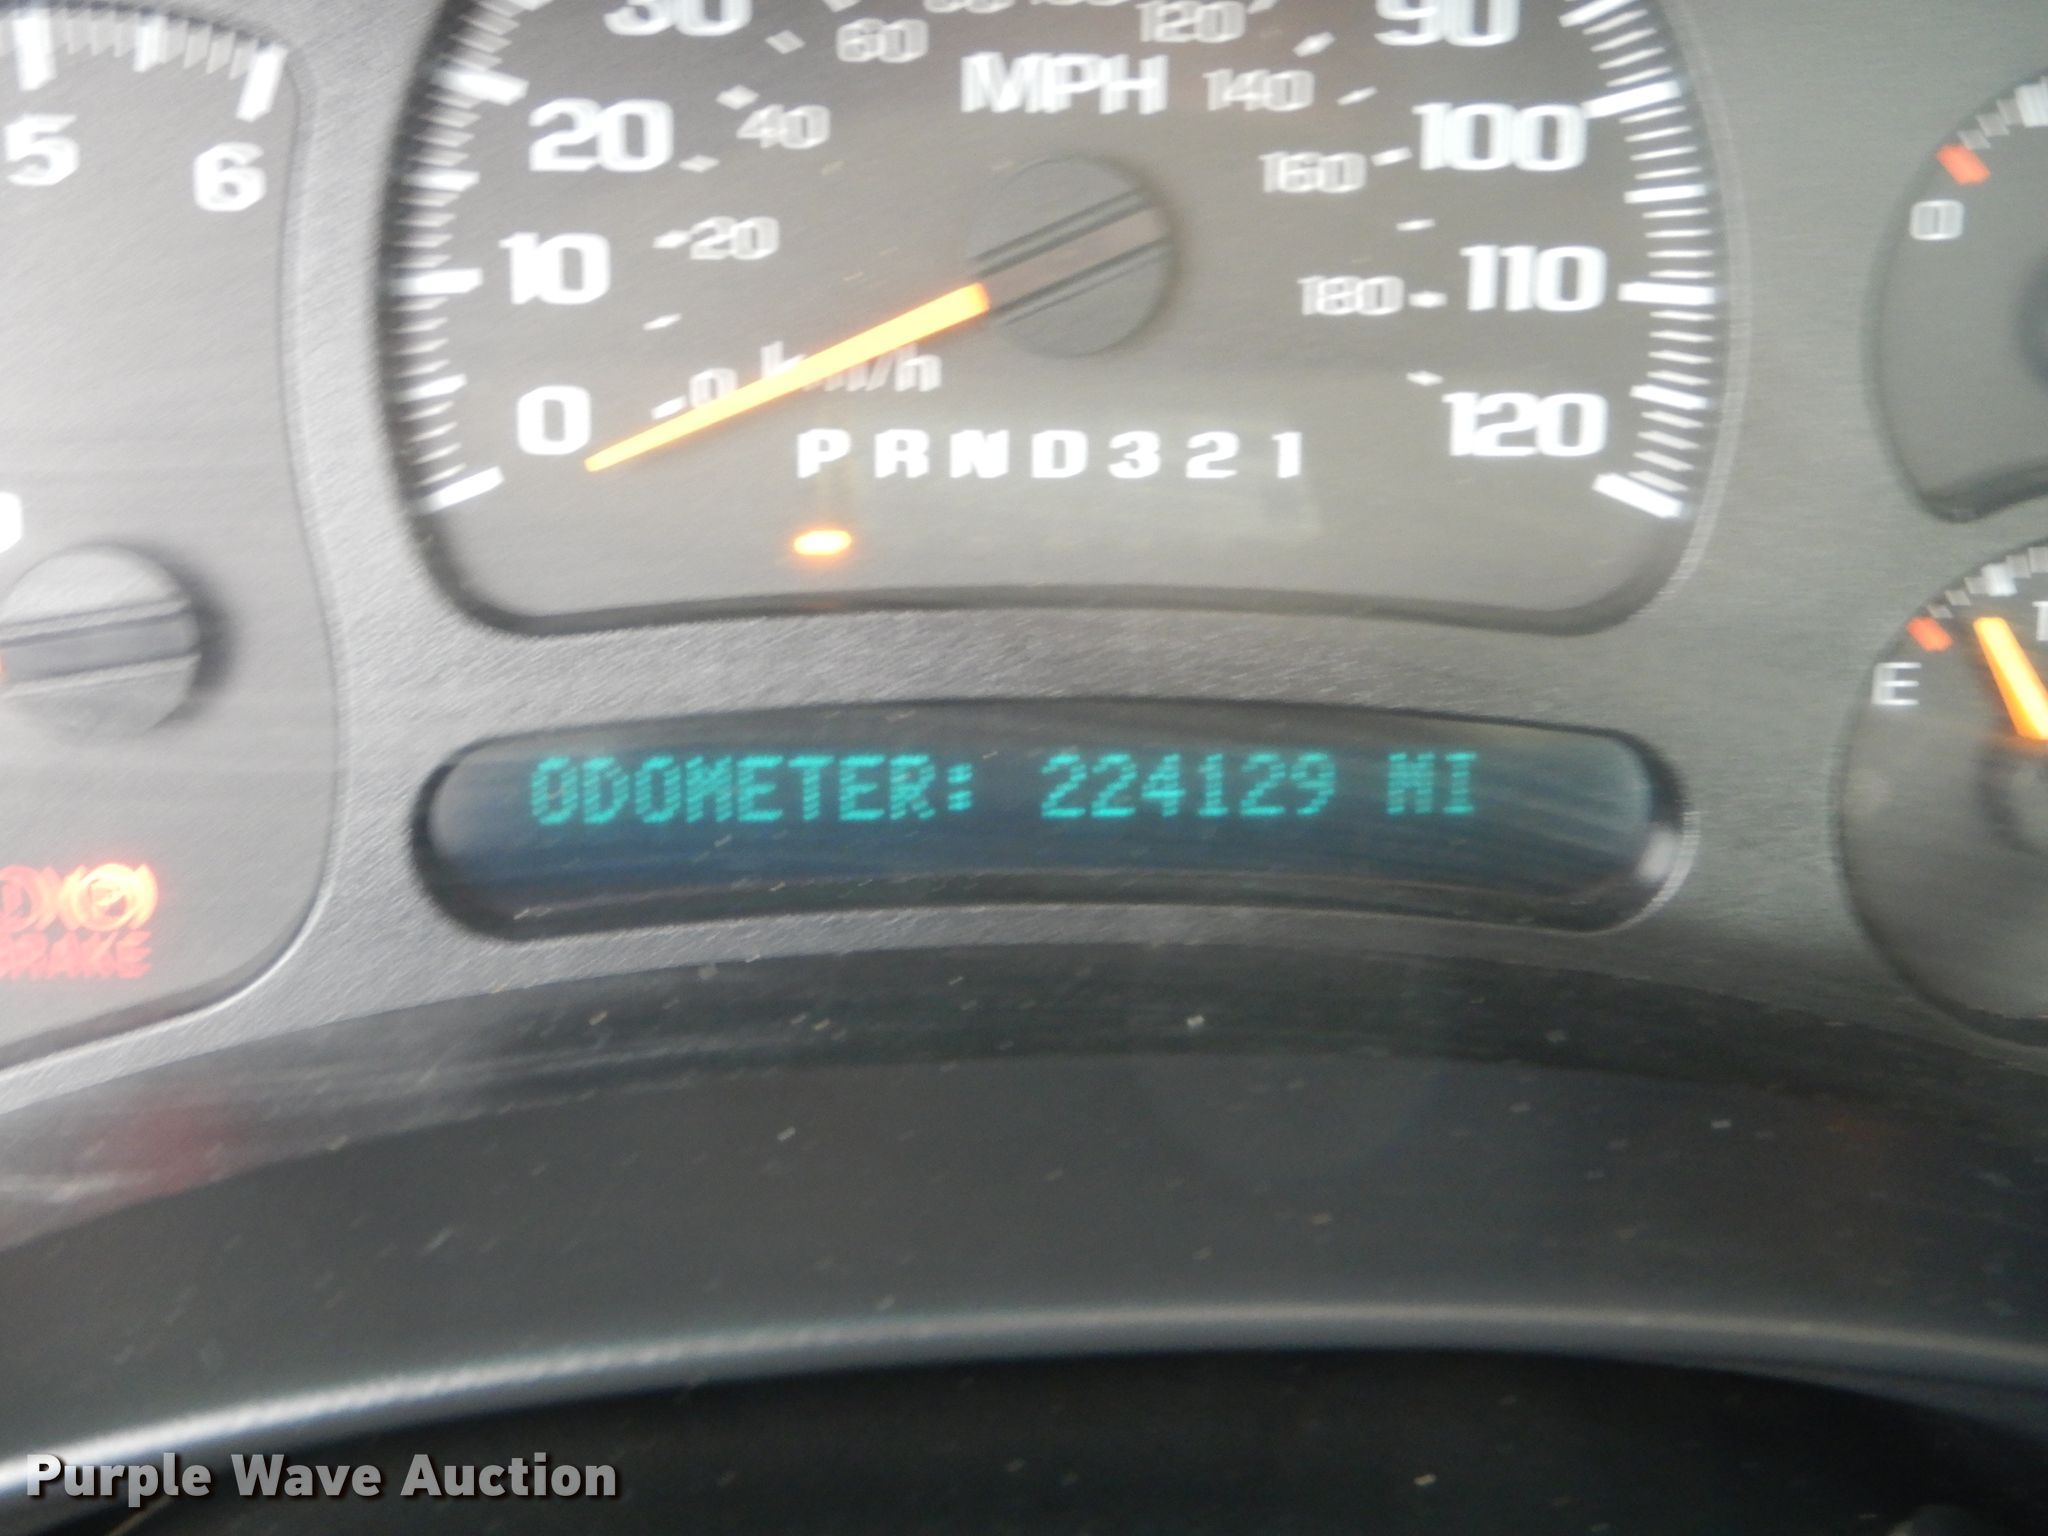 30 60 120 90
MPH
5 6
20 40 140 100
10 20 160
0
180 110
0 km/h
120
PRND321
E
ODOMETER: 224129 MI
BRAKE
Purple Wave Auction